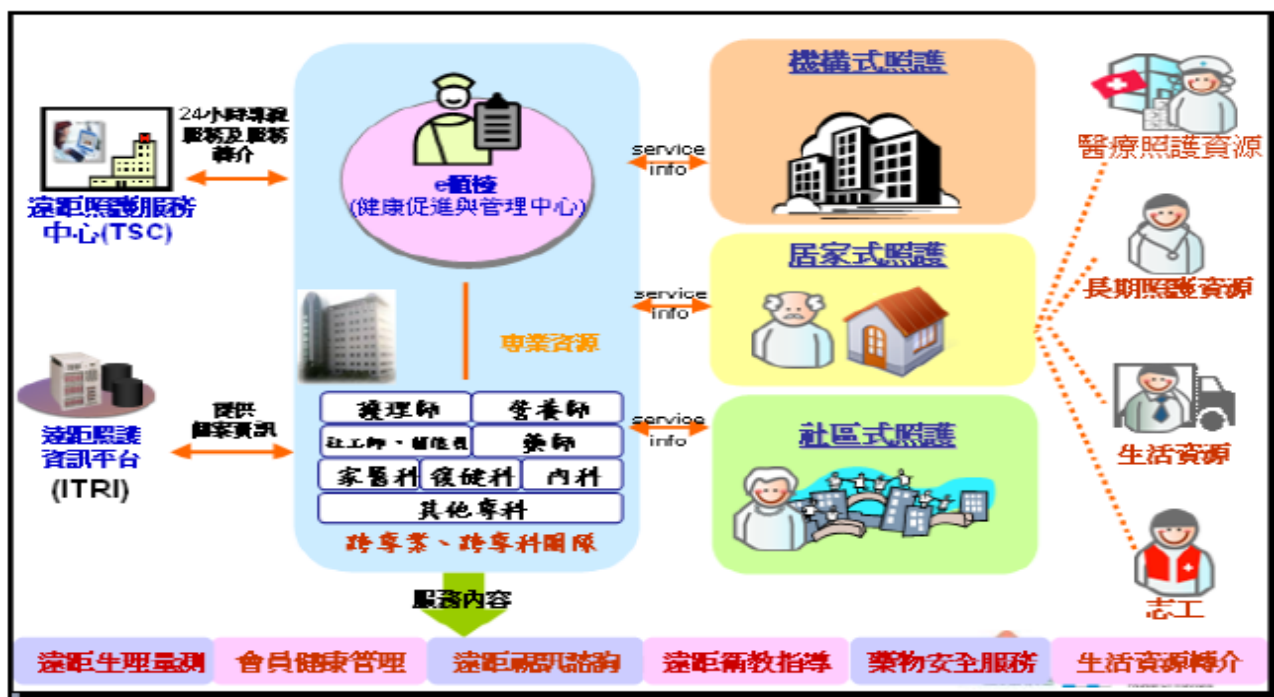 24小時專線
服務及服務
轉介
遠距照護服務
中心(TSC)
e櫃檯
(健康促進與管理中心)
service
info
機構式照護
醫療照護資源
service
info
居家式照護
長期照護資源
專業資源
遠距照護
資訊平台
(ITRI)
提供
個案資訊
護理師
營養師
社工師、
藥師
家醫科
復健科
內科
其他專科
跨專業、跨專科團隊
service
info
社區式照護
生活資源
志工
服務內容
遠距生理量測
會員健康管理
遠距視訊諮詢
遠距衛教指導
藥物安全服務
生活資源轉介